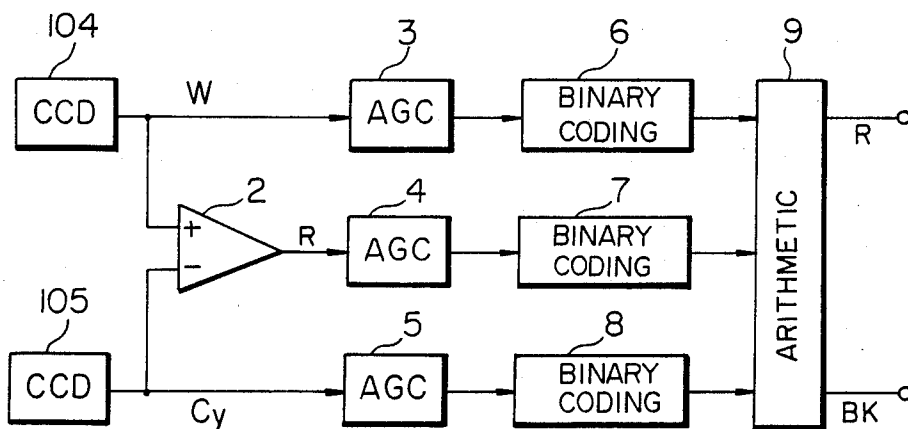 104
3
6
9
CCD
W
AGC
BINARY
CODING
R
2
4
7
+
−
R
AGC
BINARY
CODING
ARITHMETIC
105
5
8
CCD
Cy
AGC
BINARY
CODING
BK